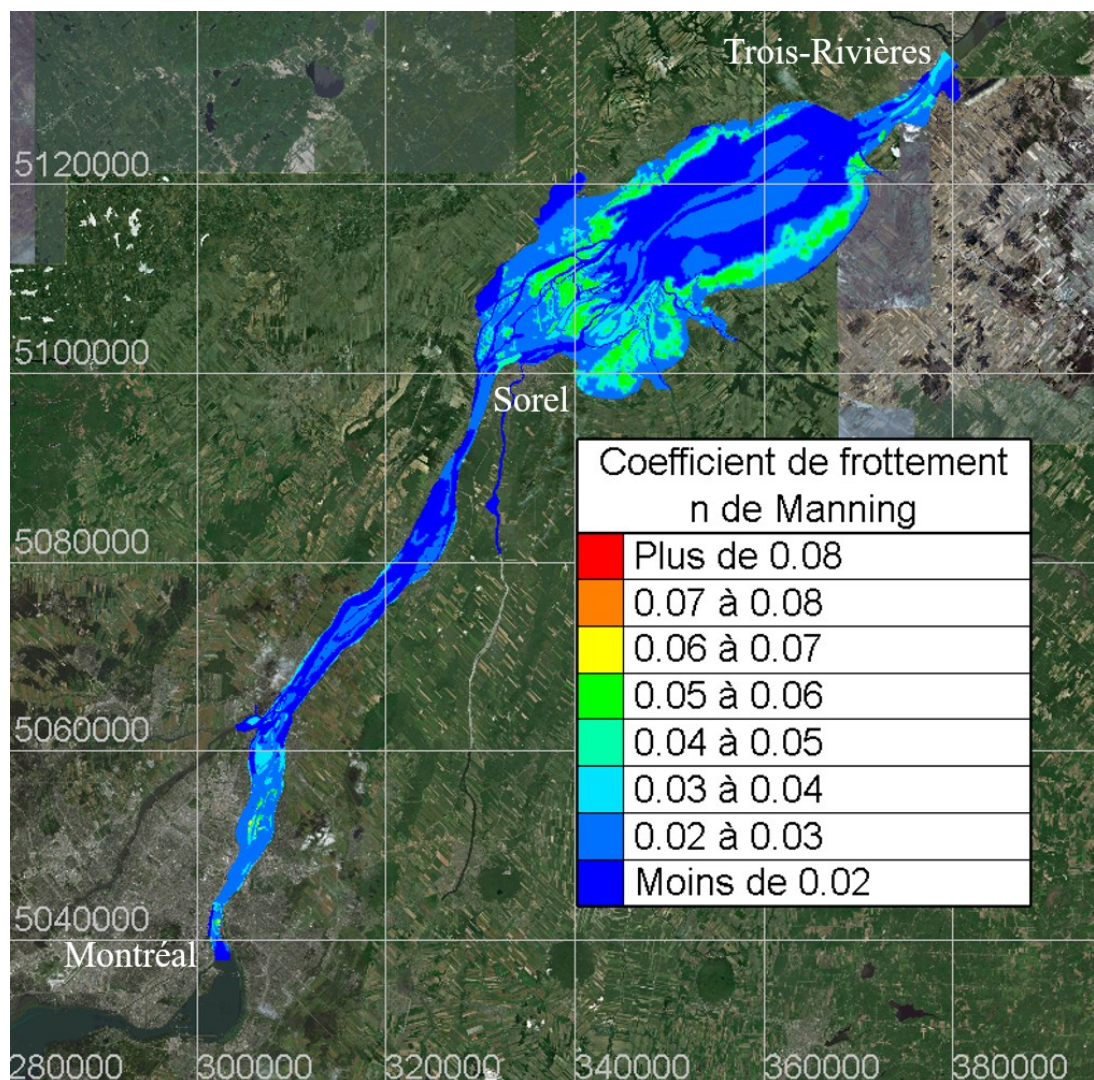 Trois-Rivières
5120000
5100000
Sorel
Coefficient de frottement
n de Manning
Plus de 0.08
5080000
0.07 à 0.08
0.06 à 0.07
0.05 à 0.06
5060000
0.04 à 0.05
0.03 à 0.04
0.02 à 0.03
Moins de 0.02
5040000
Montréal
280000 300000 320000 340000 360000 380000